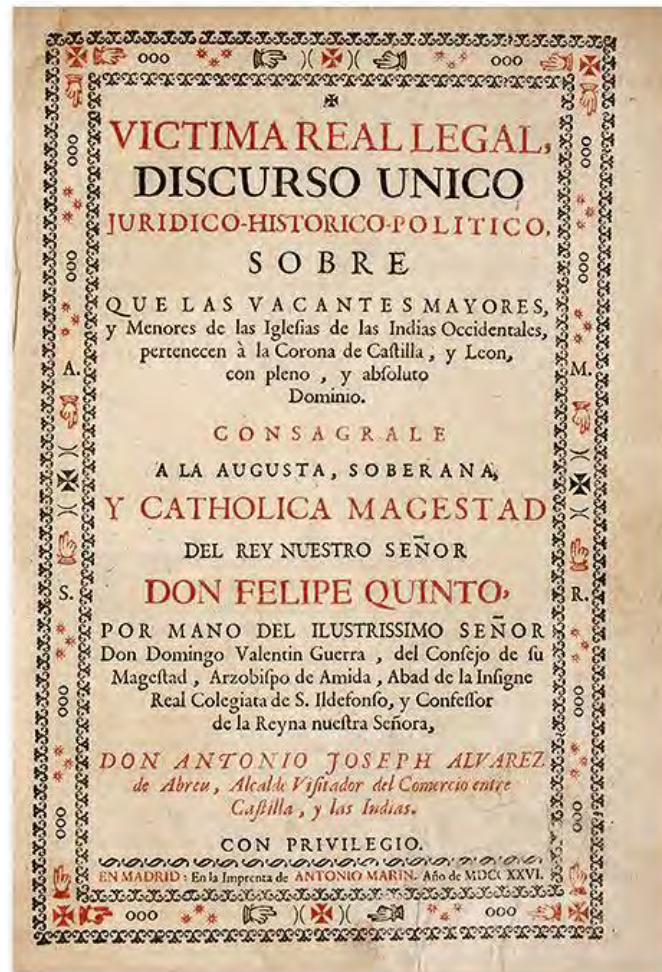 VICTIMA REAL LEGAL,
DISCURSO UNICO
JURIDICO-HISTORICO-POLITICO,
SOBRE
QUE LAS VACANTES MAYORES,
y Menores de las Igleſias de las Indias Occidentales,
pertenecen à la Corona de Caſtilla, y Leon,
con pleno, y abſoluto
Dominio.
CONSAGRALE
A LA AUGUSTA, SOBERANA,
Y CATHOLICA MAGESTAD
DEL REY NUESTRO SEÑOR
DON FELIPE QUINTO,
POR MANO DEL ILUSTRISSIMO SEÑOR
Don Domingo Valentin Guerra, del Conſejo de ſu
Mageſtad, Arzobiſpo de Amida, Abad de la Inſigne
Real Colegiata de S. Ildefonſo, y Confeſſor
de la Reyna nueſtra Señora,
DON ANTONIO JOSEPH ALVAREZ
de Abreu, Alcalde Viſitador del Comercio entre
Caſtilla, y las Indias.
CON PRIVILEGIO.
EN MADRID: En la Imprenta de ANTONIO MARIN. Año de MDCC XXVI.
A.
M.
S.
R.